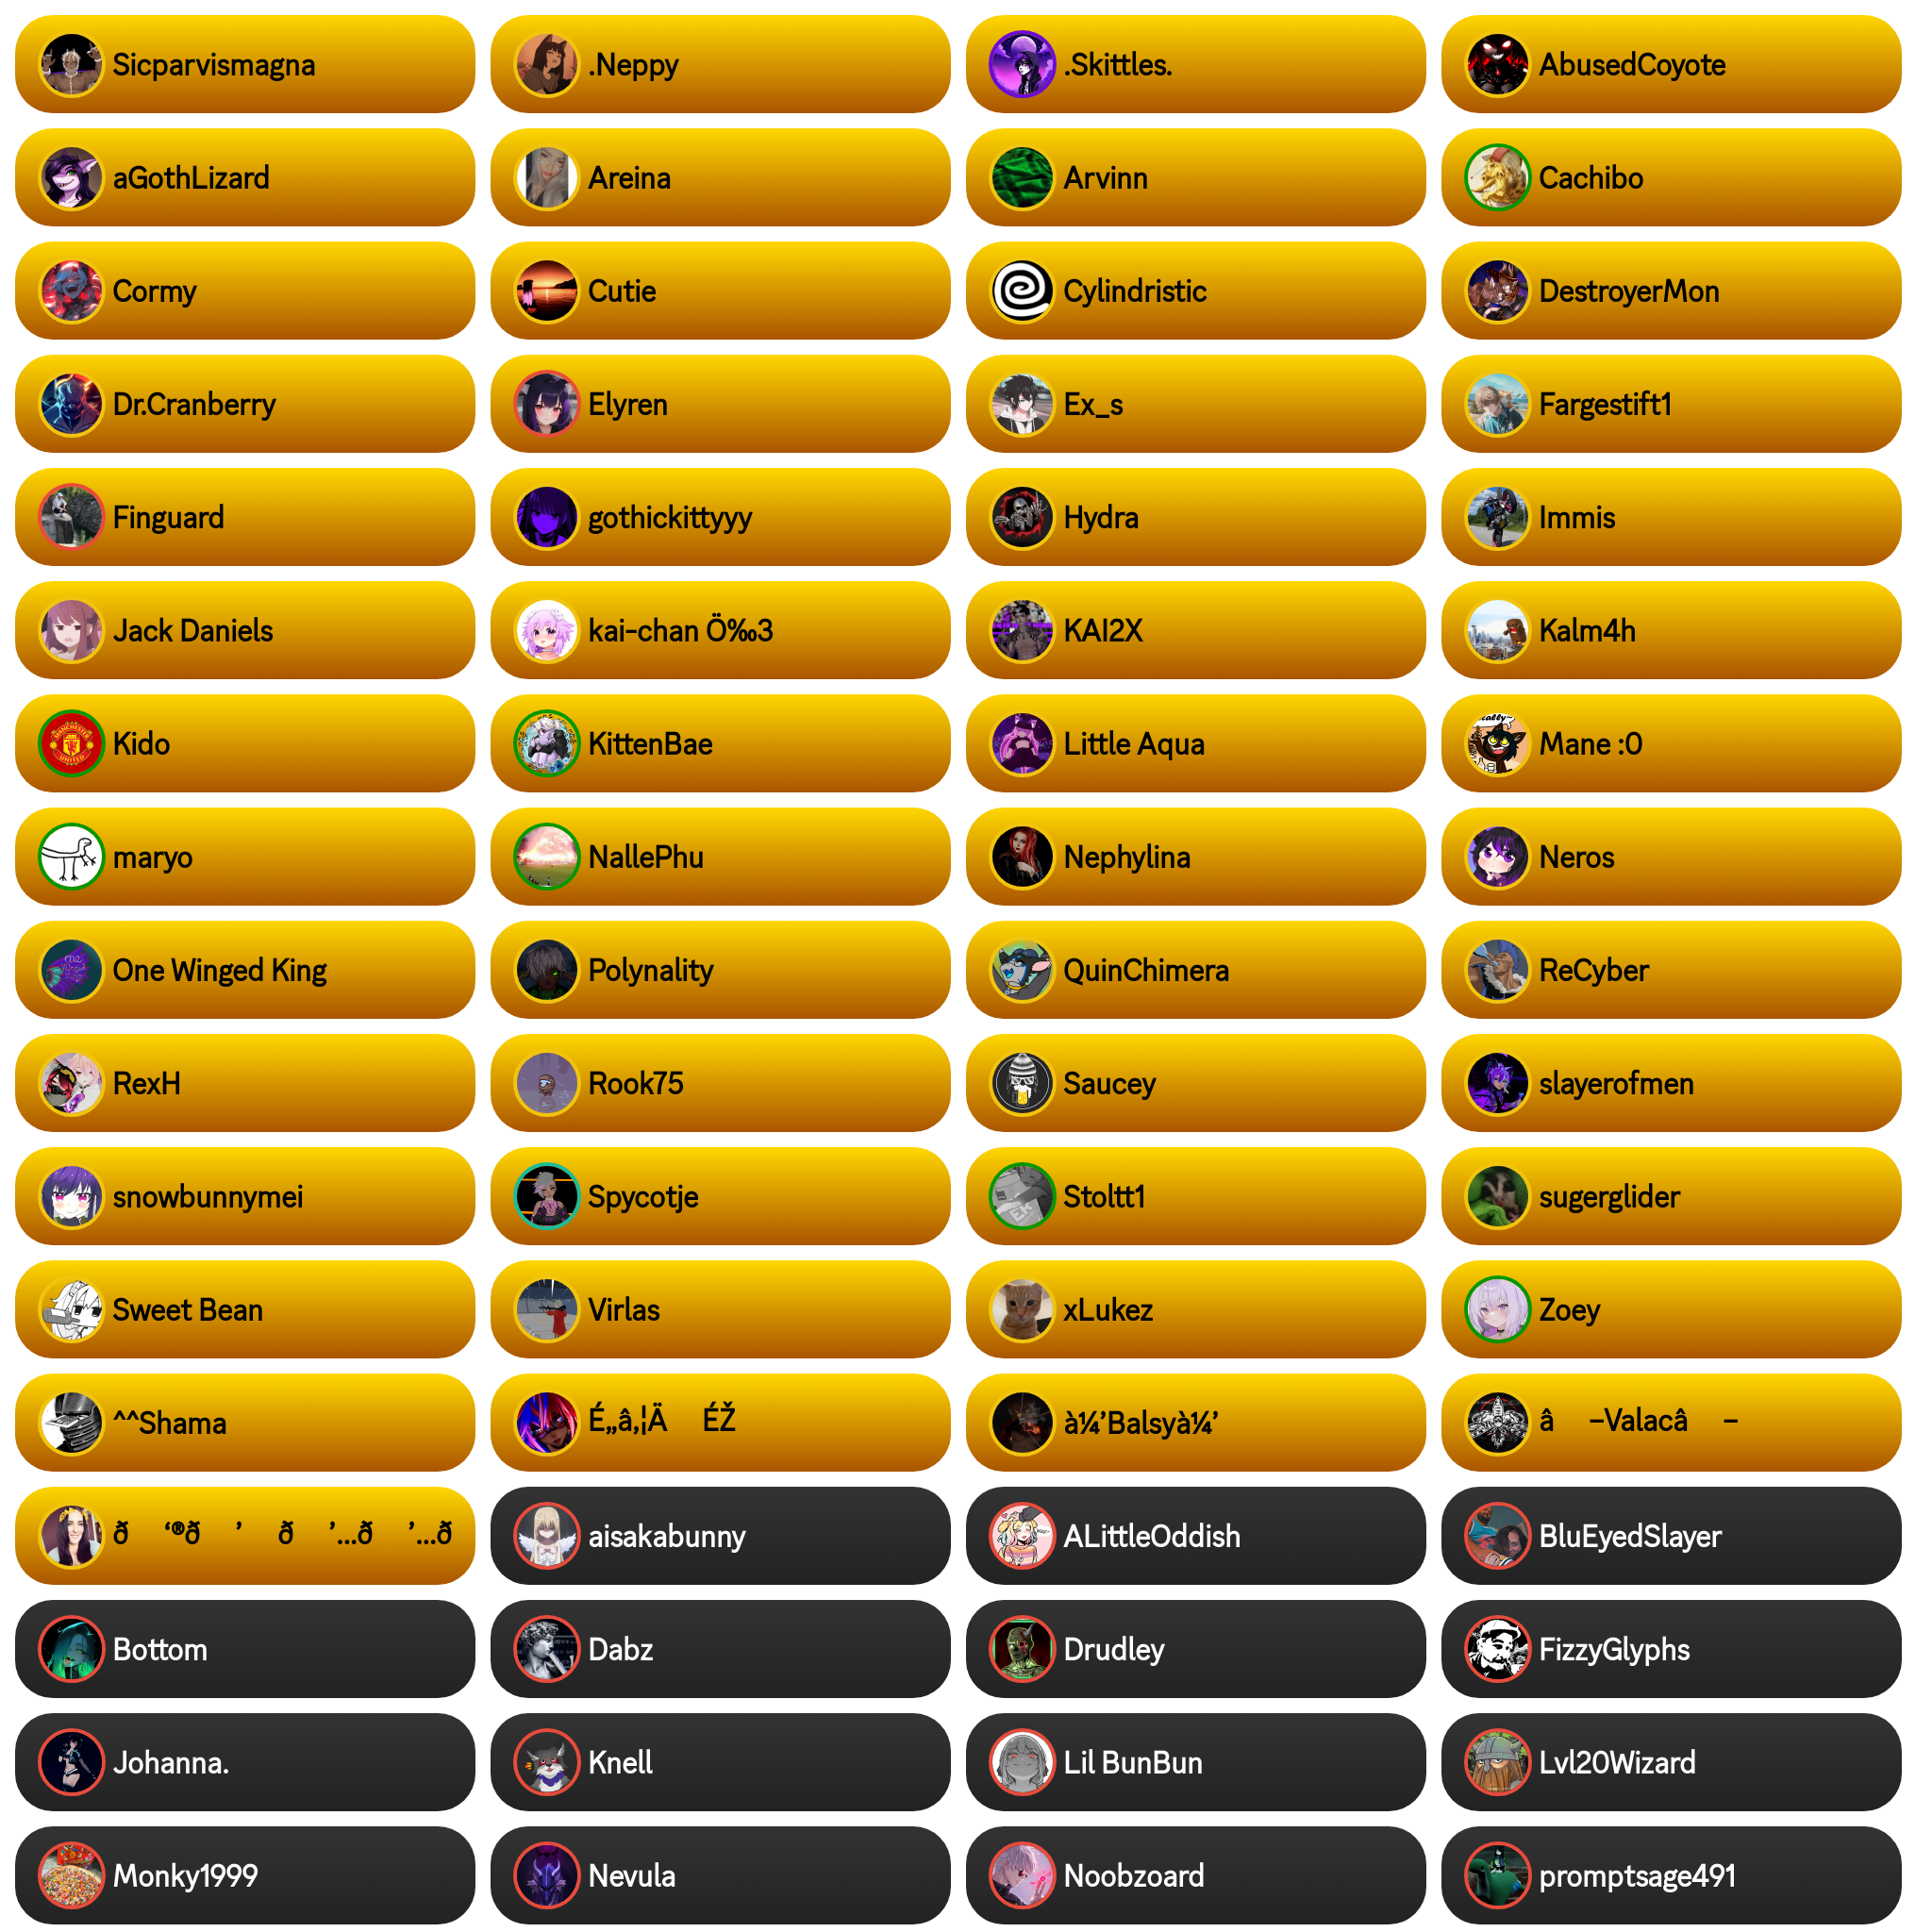 Sicparvismagna
.Neppy
.Skittles.
AbusedCoyote
aGothLizard
Areina
Arvinn
Cachibo
Cormy
Cutie
Cylindristic
DestroyerMon
Dr.Cranberry
Elyren
Ex_s
Fargestift1
Finguard
gothickittyyy
Hydra
Immis
Jack Daniels
kai-chan Ö‰3
KAI2X
Kalm4h
Kido
KittenBae
Little Aqua
Mane :0
maryo
NallePhu
Nephylina
Neros
One Winged King
Polynality
QuinChimera
ReCyber
RexH
Rook75
Saucey
slayerofmen
snowbunnymei
Spycotje
Stoltt1
sugerglider
Sweet Bean
Virlas
xLukez
Zoey
^^Shama
É„â‚¦Ä ÉŽ
à¼’Balsyà¼’
â –Valacâ –
ð ‘®ð ’ ð ’…ð ’…ð
aisakabunny
ALittleOddish
BluEyedSlayer
Bottom
Dabz
Drudley
FizzyGlyphs
Johanna.
Knell
Lil BunBun
Lvl20Wizard
Monky1999
Nevula
Noobzoard
promptsage491